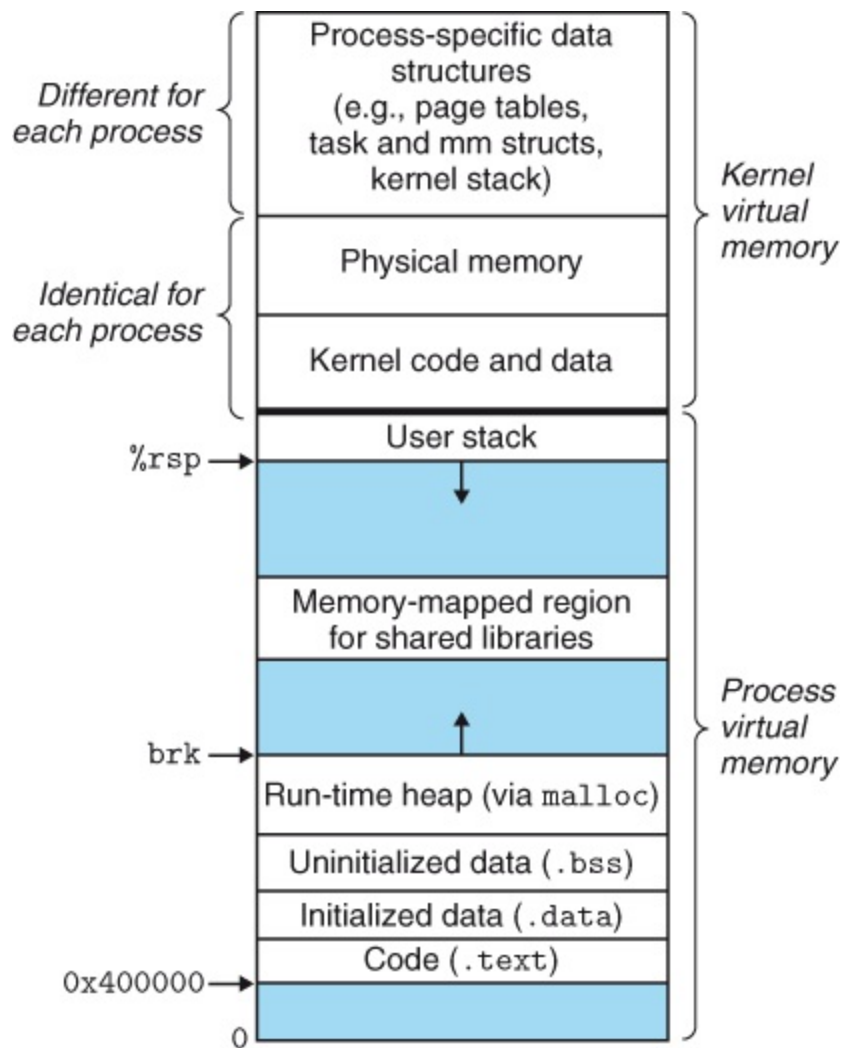 Process-specific data
structures
(e.g., page tables,
task and mm structs,
kernel stack)
Different for
each process
Kernel
virtual
memory
Physical memory
Identical for
each process
Kernel code and data
User stack
%rsp
Memory-mapped region
for shared libraries
Process
virtual
memory
brk
Run-time heap (via malloc)
Uninitialized data (.bss)
Initialized data (.data)
Code (.text)
0x400000
0